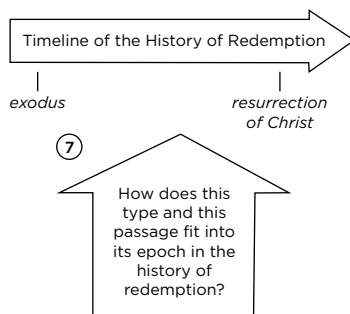 Timeline of the History of Redemption
exodus
resurrection
of Christ
7
How does this
type and this
passage fit into
its epoch in the
history of
redemption?